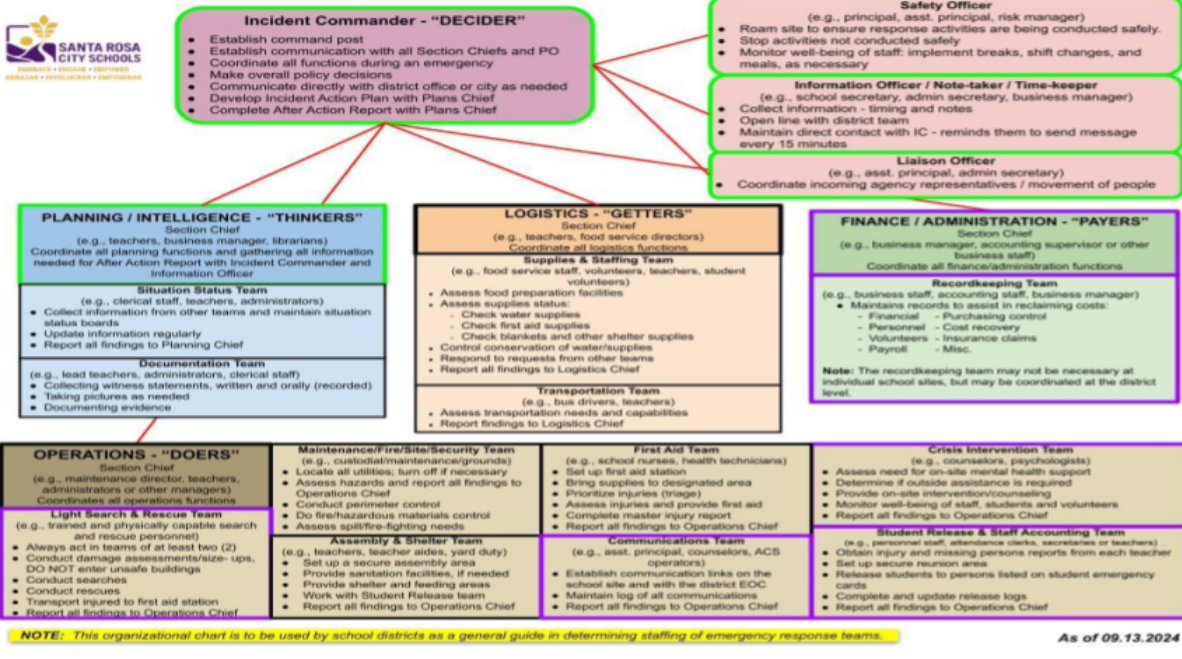 SANTA ROSA
CITY SCHOOLS
EMBRACE • ENGAGE • EMPOWER
ABRAZAR • INVOLUCRAR • EMPODERAR
Incident Commander - “DECIDER”
● Establish command post
● Establish communication with all Section Chiefs and PO
● Coordinate all functions during an emergency
● Make overall policy decisions
● Communicate directly with district office or city as needed
● Develop Incident Action Plan with Plans Chief
● Complete After Action Report with Plans Chief
Safety Officer
(e.g., principal, asst. principal, risk manager)
● Roam site to ensure response activities are being conducted safely.
● Stop activities not conducted safely
● Monitor well-being of staff: implement breaks, shift changes, and
meals, as necessary
Information Officer / Note-taker / Time-keeper
(e.g., school secretary, admin secretary, business manager)
● Collect information - timing and notes
● Open line with district team
● Maintain direct contact with IC - reminds them to send message
every 15 minutes
Liaison Officer
(e.g., asst. principal, admin secretary)
● Coordinate incoming agency representatives / movement of people
PLANNING / INTELLIGENCE - “THINKERS”
Section Chief
(e.g., teachers, business manager, librarians)
Coordinate all planning functions and gathering all information
needed for After Action Report with Incident Commander and
Information Officer
Situation Status Team
(e.g., clerical staff, teachers, administrators)
● Collect information from other teams and maintain situation
status boards
● Update information regularly
● Report all findings to Planning Chief
Documentation Team
(e.g., lead teachers, administrators, clerical staff)
● Collecting witness statements, written and orally (recorded)
● Taking pictures as needed
● Documenting evidence
LOGISTICS - “GETTERS”
Section Chief
(e.g., teachers, food service directors)
Coordinate all logistics functions
Supplies & Staffing Team
(e.g., food service staff, volunteers, teachers, student
volunteers)
• Assess food preparation facilities
• Assess supplies status:
- Check water supplies
- Check first aid supplies
- Check blankets and other shelter supplies
• Control conservation of water/supplies
• Respond to requests from other teams
• Report all findings to Logistics Chief
Transportation Team
(e.g., bus drivers, teachers)
• Assess transportation needs and capabilities
• Report findings to Logistics Chief
FINANCE / ADMINISTRATION - “PAYERS”
Section Chief
(e.g., business manager, accounting supervisor or other
business staff)
Coordinate all finance/administration functions
Recordkeeping Team
(e.g., business staff, accounting staff, business manager)
● Maintains records to assist in reclaiming costs:
- Financial - Purchasing control
- Personnel - Cost recovery
- Volunteers - Insurance claims
- Payroll - Misc.
Note: The recordkeeping team may not be necessary at
individual school sites, but may be coordinated at the district
level.
OPERATIONS - “DOERS”
Section Chief
(e.g., maintenance director, teachers,
administrators or other managers)
Coordinates all operations functions
Light Search & Rescue Team
(e.g., trained and physically capable search
and rescue personnel)
● Always act in teams of at least two (2)
● Conduct damage assessments/size- ups,
DO NOT enter unsafe buildings
● Conduct searches
● Conduct rescues
● Transport injured to first aid station
● Report all findings to Operations Chief
Maintenance/Fire/Site/Security Team
(e.g., custodial/maintenance/grounds)
● Locate all utilities; turn off if necessary
● Assess hazards and report all findings to
Operations Chief
● Conduct perimeter control
● Do fire/hazardous materials control
● Assess spill/fire-fighting needs
Assembly & Shelter Team
(e.g., teachers, teacher aides, yard duty)
● Set up a secure assembly area
● Provide sanitation facilities, if needed
● Provide shelter and feeding areas
● Work with Student Release team
● Report all findings to Operations Chief
First Aid Team
(e.g., school nurses, health technicians)
● Set up first aid station
● Bring supplies to designated area
● Prioritize injuries (triage)
● Assess injuries and provide first aid
● Complete master injury report
● Report all findings to Operations Chief
Communications Team
(e.g., asst. principal, counselors, ACS
operators)
● Establish communication links on the
school site and with the district EOC
● Maintain log of all communications
● Report all findings to Operations Chief
Crisis Intervention Team
(e.g., counselors, psychologists)
● Assess need for on-site mental health support
● Determine if outside assistance is required
● Provide on-site intervention/counseling
● Monitor well-being of staff, students and volunteers
● Report all findings to Operations Chief
Student Release & Staff Accounting Team
(e.g., personnel staff, attendance clerks, secretaries or teachers)
● Obtain injury and missing persons reports from each teacher
● Set up secure reunion area
● Release students to persons listed on student emergency
cards
● Complete and update release logs
● Report all findings to Operations Chief
NOTE: This organizational chart is to be used by school districts as a general guide in determining staffing of emergency response teams.
As of 09.13.2024